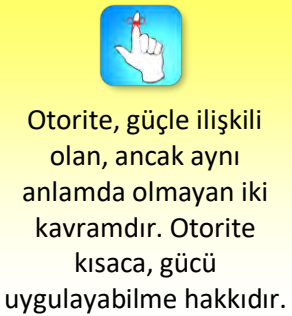 Otorite, güçle ilişkili
olan, ancak aynı
anlamda olmayan iki
kavramdır. Otorite
kısaca, gücü
uygulayabilme hakkıdır.